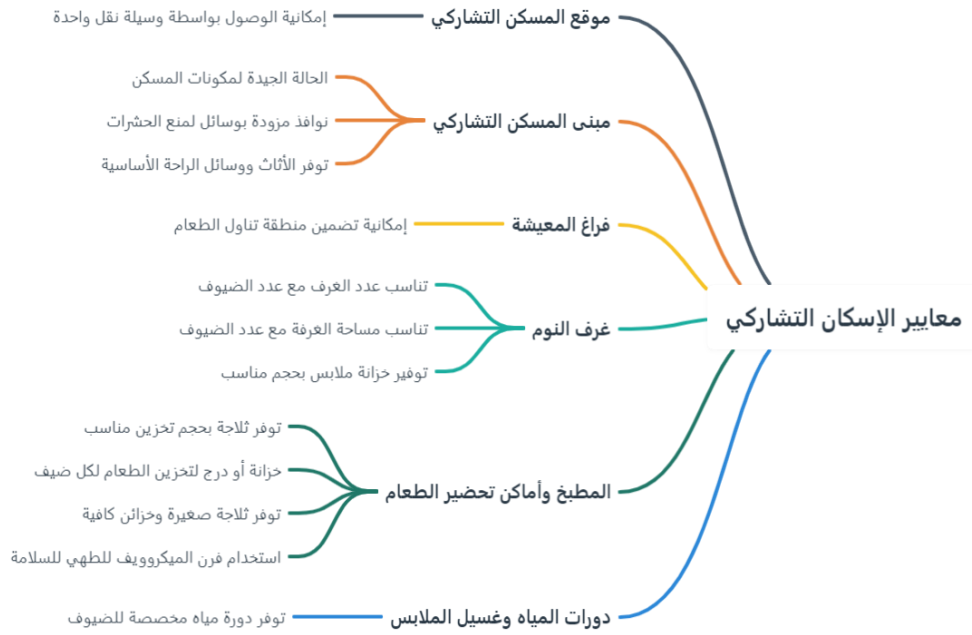 معايير الإسكان التشاركي
موقع المسكن التشاركي
إمكانية الوصول بواسطة وسيلة نقل واحدة
مبنى المسكن التشاركي
الحالة الجيدة لمكونات المسكن
نوافذ مزودة بوسائل لمنع الحشرات
توفر الأثاث ووسائل الراحة الأساسية
فراغ المعيشة
إمكانية تضمين منطقة تناول الطعام
غرف النوم
تناسب عدد الغرف مع عدد الضيوف
تناسب مساحة الغرفة مع عدد الضيوف
توفير خزانة ملابس بحجم مناسب
المطبخ وأماكن تحضير الطعام
توفر ثلاجة بحجم تخزين مناسب
خزانة أو درج لتخزين الطعام لكل ضيف
توفر ثلاجة صغيرة وخزائن كافية
استخدام فرن الميكروويف للطهي للسلامة
دورات المياه وغسيل الملابس
توفر دورة مياه مخصصة للضيوف